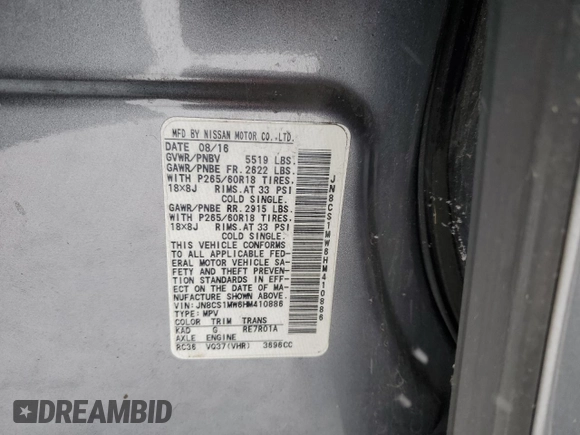 MFD BY NISSAN MOTOR CO.,LTD.
DATE 08/16
GVWR/PNBV 5519 LBS.
GAWR/PNBE FR. 2822 LBS.
WITH P265/60R18 TIRES.
18X8J RIMS.AT 33 PSI
COLD SINGLE.
GAWR/PNBE RR. 2915 LBS.
WITH P265/60R18 TIRES.
18X8J RIMS.AT 33 PSI
COLD SINGLE.
THIS VEHICLE CONFORMS
TO ALL APPLICABLE FED-
ERAL MOTOR VEHICLE SA-
FETY AND THEFT PREVEN-
TION STANDARDS IN EFF-
ECT ON THE DATE OF MA-
NUFACTURE SHOWN ABOVE.
VIN: JN8CS1MW6HM410886
TYPE: MPV
COLOR TRIM TRANS
KAD G RE7R01A
AXLE ENGINE
RC36 VQ37(VHR) 3696CC
JN8CS1MW6HM410886
DREAMBID